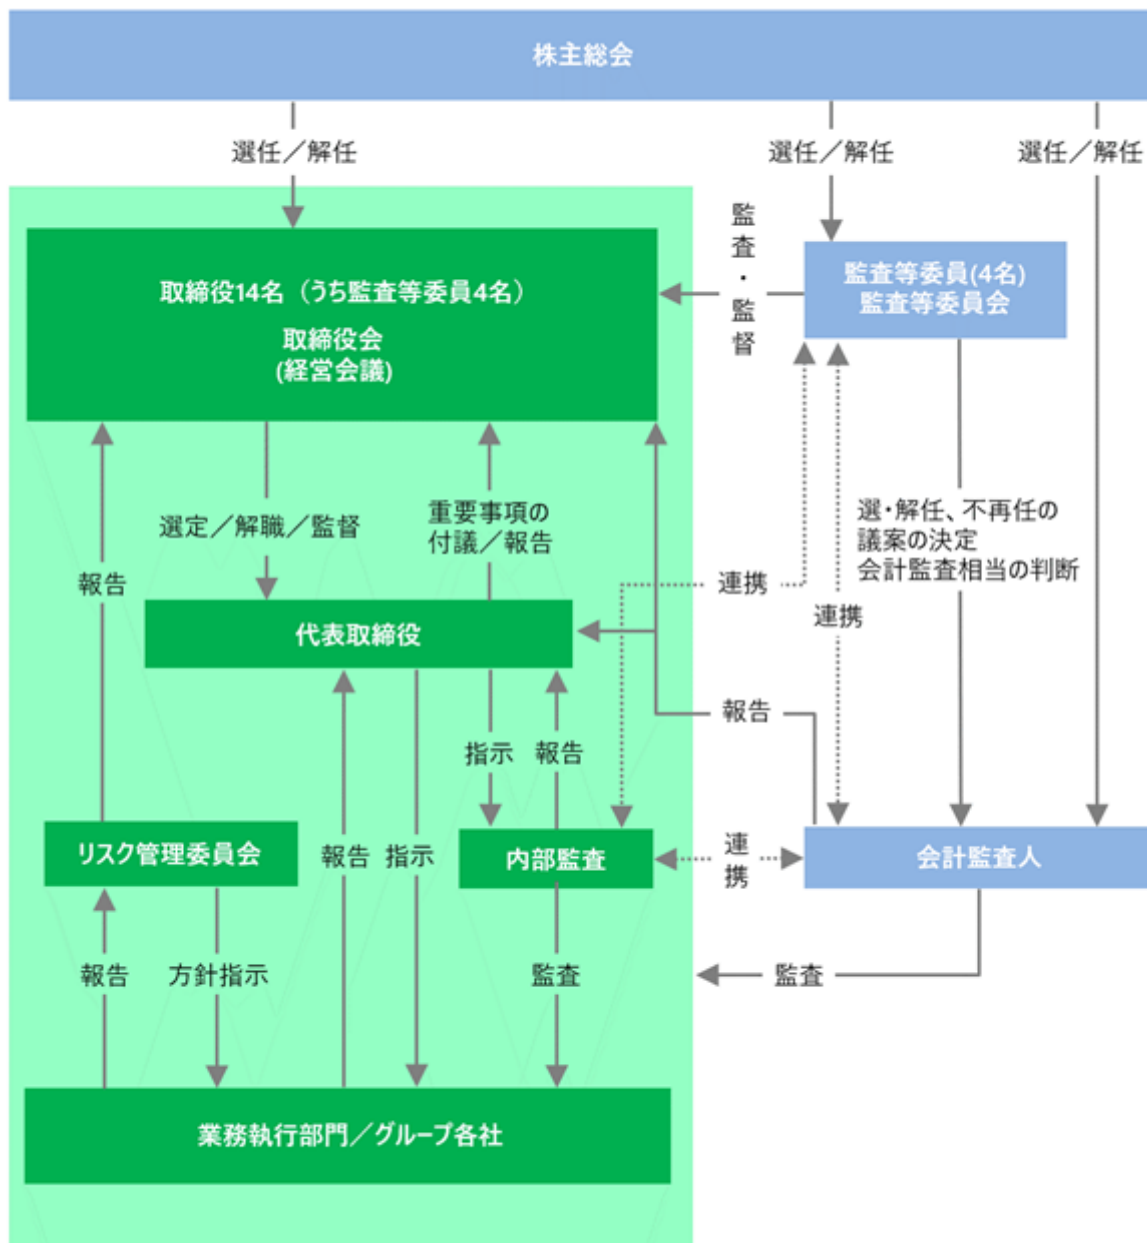 株主総会
選任／解任
選任／解任
選任／解任
監査・監督
取締役14名（うち監査等委員4名）
取締役会
(経営会議)
監査等委員(4名)
監査等委員会
選定／解職／監督
重要事項の
付議／報告
選・解任、不再任の
議案の決定
会計監査相当の判断
報告
連携
連携
代表取締役
報告
指示
報告
リスク管理委員会
報告
指示
内部監査
連携
会計監査人
報告
方針指示
監査
監査
業務執行部門／グループ各社